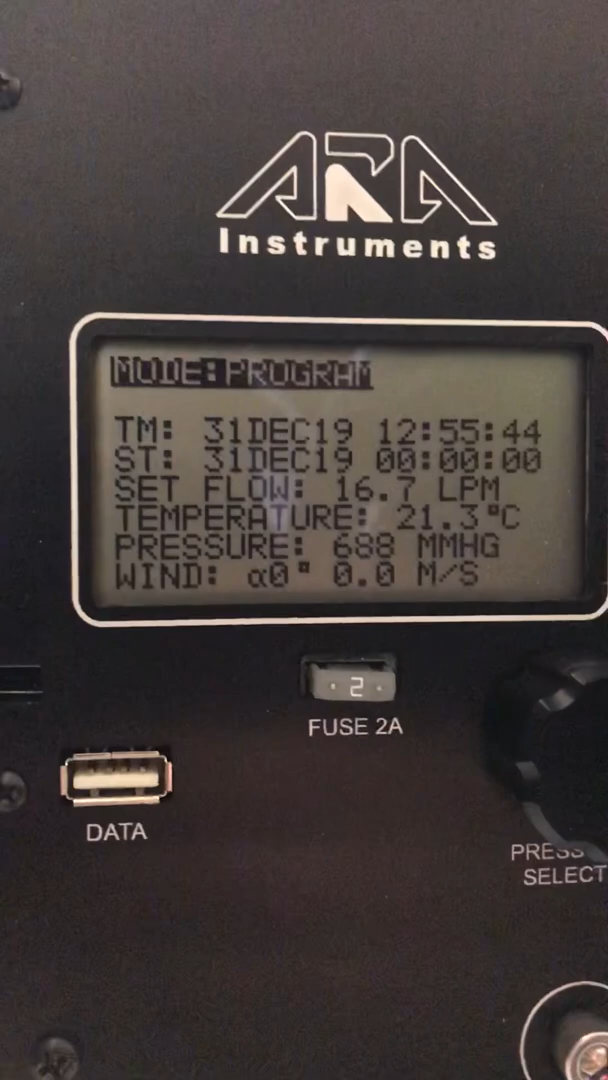 ARA
Instruments
MODE:PROGRAM
TM: 31DEC19 12:55:44
ST: 31DEC19 00:00:00
SET FLOW: 16.7 LPM
TEMPERATURE: 21.3°C
PRESSURE: 688 MMHG
WIND: α0° 0.0 M/S
2
FUSE 2A
DATA
PRESS
SELECT